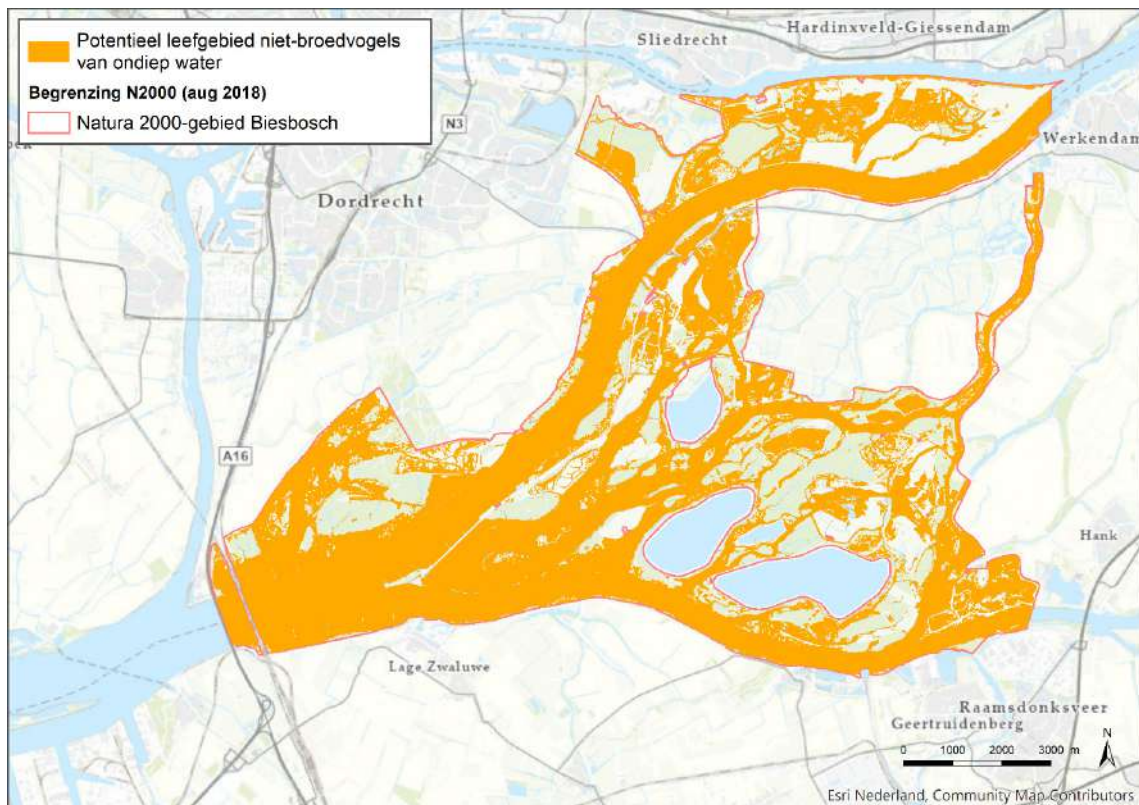 Potentieel leefgebied niet-broedvogels
van ondiep water
Begrenzing N2000 (aug 2018)
Natura 2000-gebied Biesbosch
Hardinxveld-Giessendam
Sliedrecht
N3
Werkendam
Dordrecht
A16
Hank
Lage Zwaluwe
Raamsdonksveer
Geertruidenberg
N
0 1000 2000 3000 m
Esri Nederland, Community Map Contributors